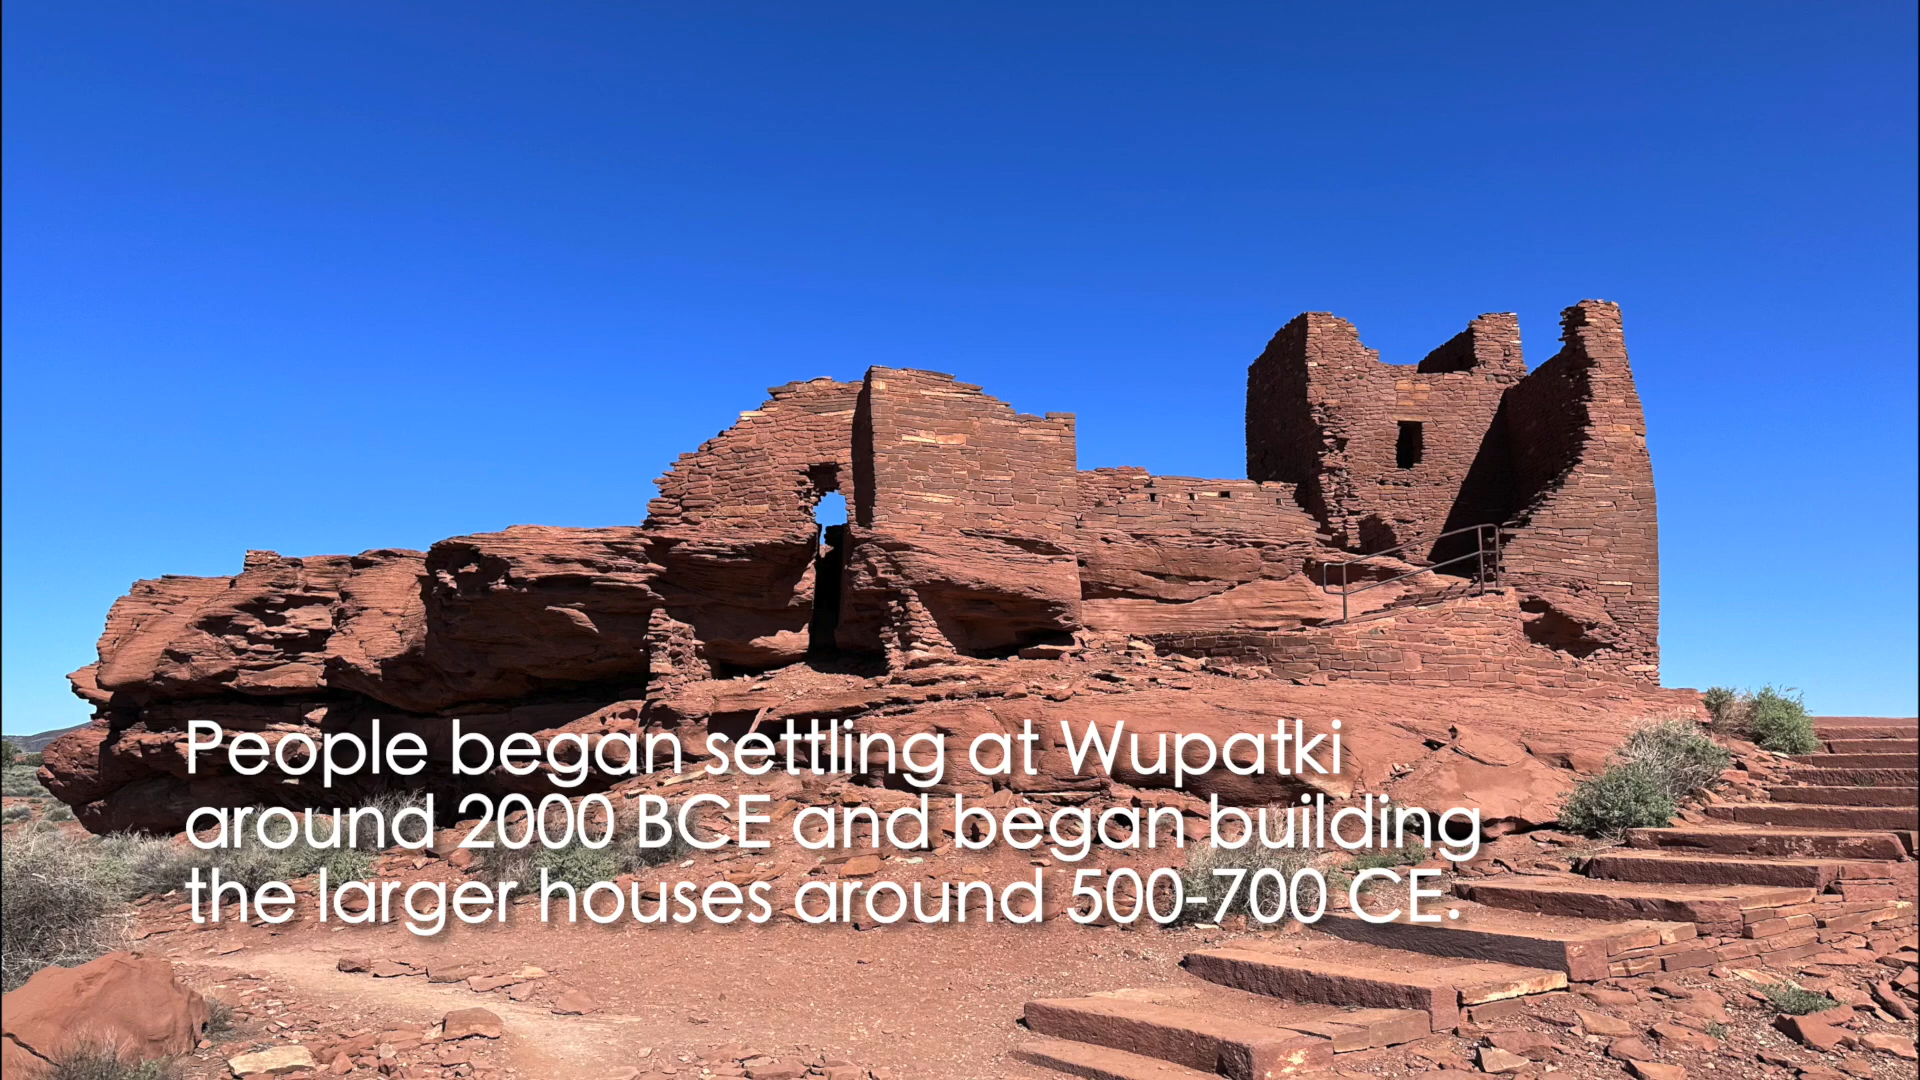 People began settling at Wupatki
around 2000 BCE and began building
the larger houses around 500-700 CE.